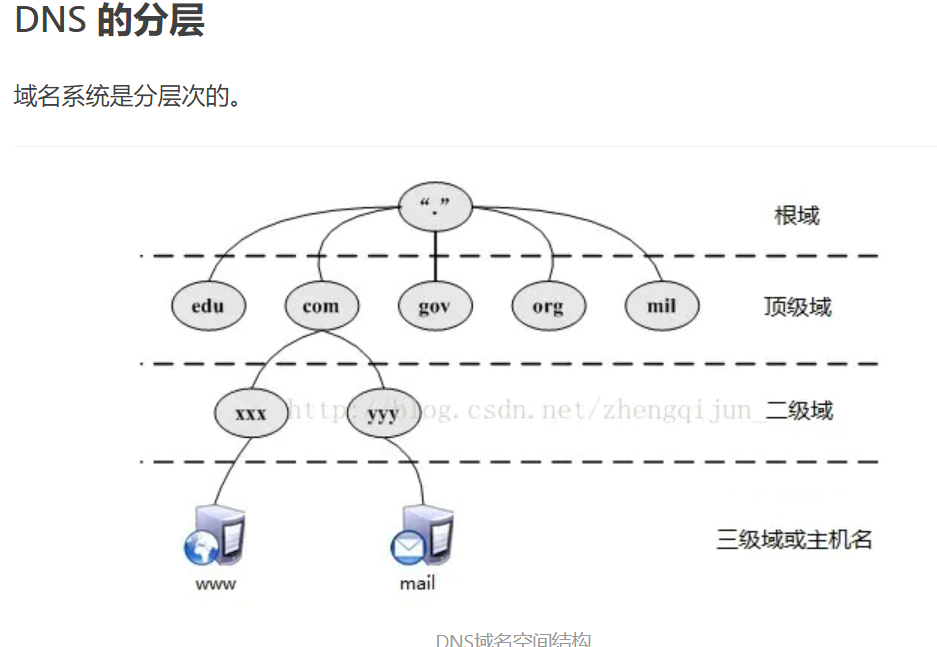 DNS 的分层
域名系统是分层次的。
“.”
根域
edu com gov org mil 顶级域
xxx yyy 二级域
http://blog.csdn.net/zhengqijun_
三级域或主机名
www mail
DNS域名空间结构